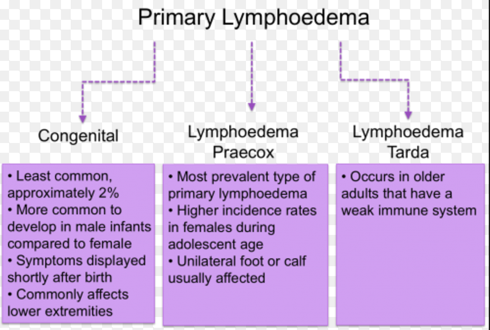 Primary Lymphoedema
Congenital
• Least common,
approximately 2%
• More common to
develop in male infants
compared to female
• Symptoms displayed
shortly after birth
• Commonly affects
lower extremities
Lymphoedema
Praecox
• Most prevalent type of
primary lymphoedema
• Higher incidence rates
in females during
adolescent age
• Unilateral foot or calf
usually affected
Lymphoedema
Tarda
• Occurs in older
adults that have a
weak immune system